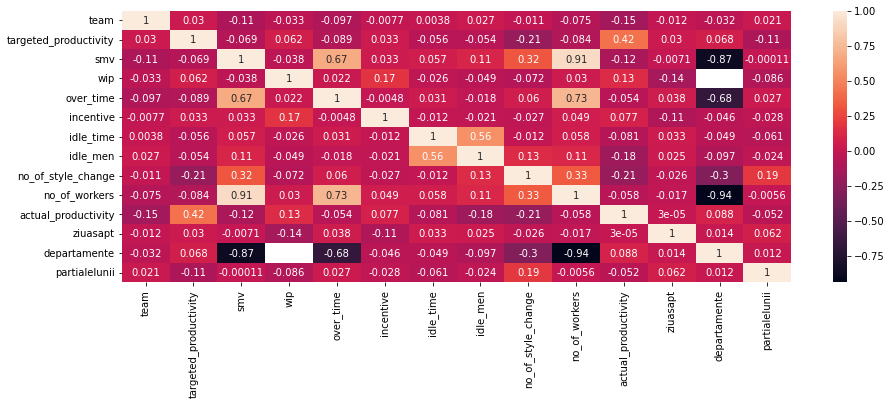 team 1 0.03 -0.11 -0.033 -0.097 -0.0077 0.0038 0.027 -0.011 -0.075 -0.15 -0.012 -0.032 0.021
targeted_productivity 0.03 1 -0.069 0.062 -0.089 0.033 -0.056 -0.054 -0.21 -0.084 0.42 0.03 0.068 -0.11
smv -0.11 -0.069 1 -0.038 0.67 0.033 0.057 0.11 0.32 0.91 -0.12 -0.0071 -0.87 -0.00011
wip -0.033 0.062 -0.038 1 0.022 0.17 -0.026 -0.049 -0.072 0.03 0.13 -0.14 -0.086
over_time -0.097 -0.089 0.67 0.022 1 -0.0048 0.031 -0.018 0.06 0.73 -0.054 0.038 -0.68 0.027
incentive -0.0077 0.033 0.033 0.17 -0.0048 1 -0.012 -0.021 -0.027 0.049 0.077 -0.11 -0.046 -0.028
idle_time 0.0038 -0.056 0.057 -0.026 0.031 -0.012 1 0.56 -0.012 0.058 -0.081 0.033 -0.049 -0.061
idle_men 0.027 -0.054 0.11 -0.049 -0.018 -0.021 0.56 1 0.13 0.11 -0.18 0.025 -0.097 -0.024
no_of_style_change -0.011 -0.21 0.32 -0.072 0.06 -0.027 -0.012 0.13 1 0.33 -0.21 -0.026 -0.3 0.19
no_of_workers -0.075 -0.084 0.91 0.03 0.73 0.049 0.058 0.11 0.33 1 -0.058 -0.017 -0.94 -0.0056
actual_productivity -0.15 0.42 -0.12 0.13 -0.054 0.077 -0.081 -0.18 -0.21 -0.058 1 3e-05 0.088 -0.052
ziuasapt -0.012 0.03 -0.0071 -0.14 0.038 -0.11 0.033 0.025 -0.026 -0.017 3e-05 1 0.014 0.062
departamente -0.032 0.068 -0.87 -0.68 -0.046 -0.049 -0.097 -0.3 -0.94 0.088 0.014 1 0.012
partialelunii 0.021 -0.11 -0.00011 -0.086 0.027 -0.028 -0.061 -0.024 0.19 -0.0056 -0.052 0.062 0.012 1
team targeted_productivity smv wip over_time incentive idle_time idle_men no_of_style_change no_of_workers actual_productivity ziuasapt departamente partialelunii
1.00
0.75
0.50
0.25
0.00
-0.25
-0.50
-0.75